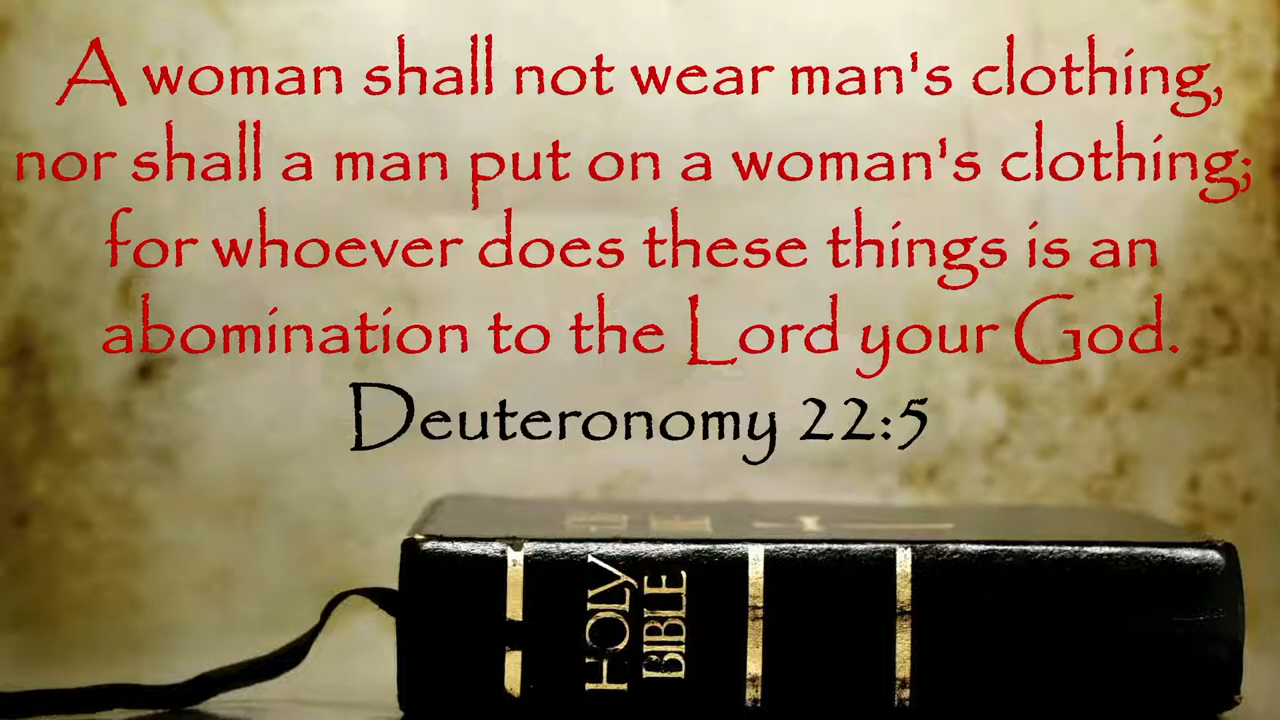 A woman shall not wear man's clothing,
nor shall a man put on a woman's clothing;
for whoever does these things is an
abomination to the Lord your God.
Deuteronomy 22:5
HOLY
BIBLE